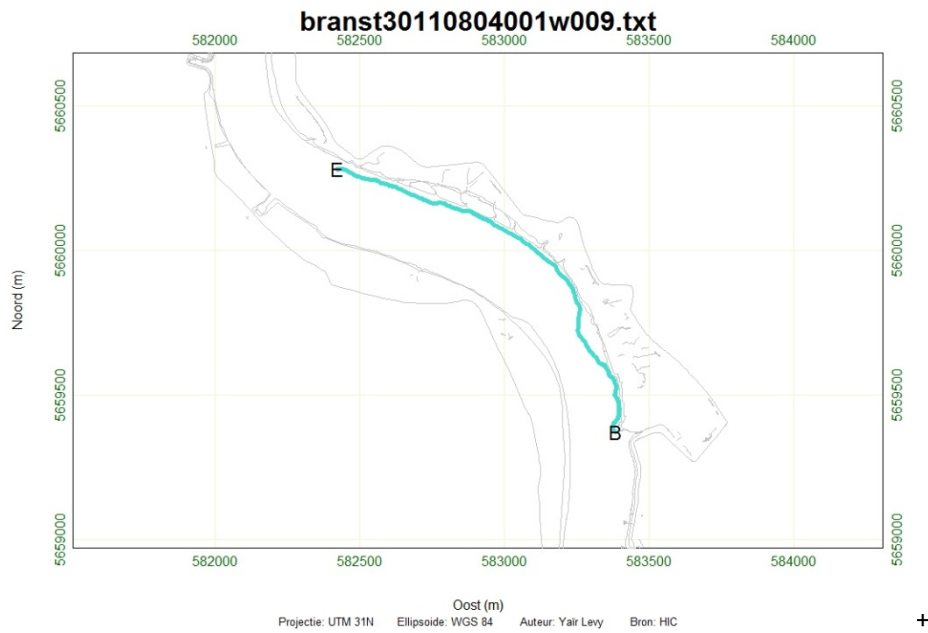 branst30110804001w009.txt
582000 582500 583000 583500 584000
5660500 5660500
E
5660000 5660000
Noord (m)
5659500 5659500
B
5659000 5659000
582000 582500 583000 583500 584000
Oost (m)
Projectie: UTM 31N Ellipsoide: WGS 84 Auteur: Yaïr Levy Bron: HIC
+